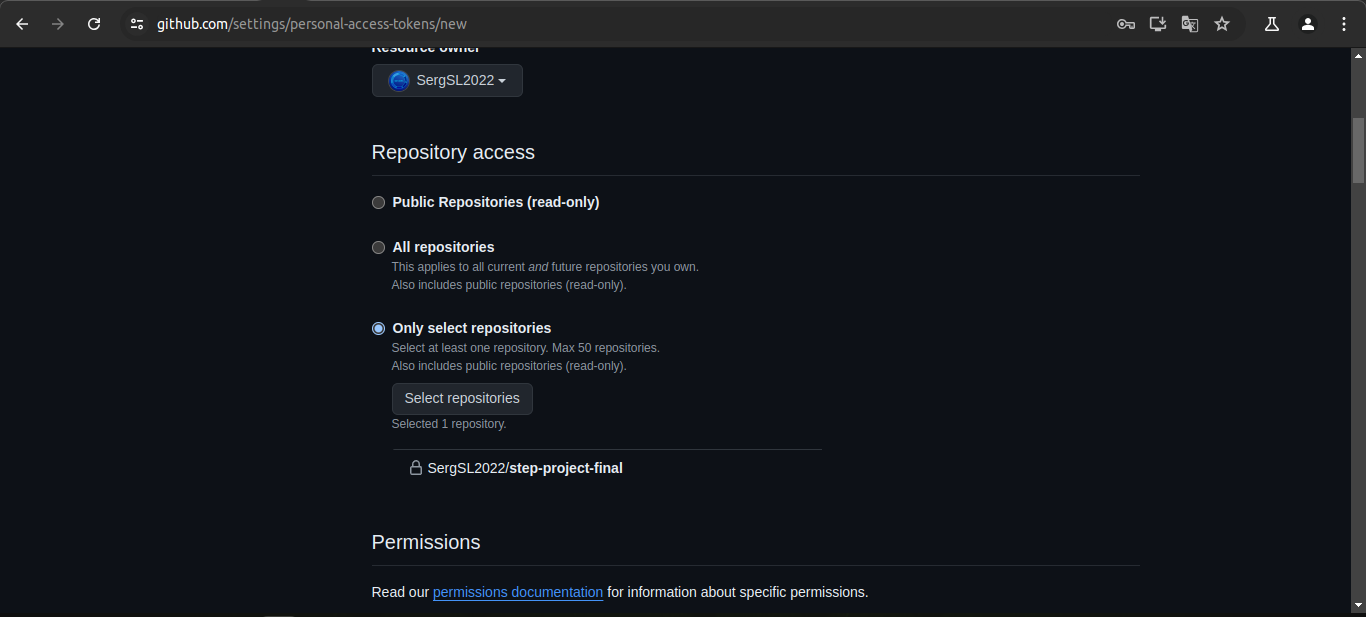 github.com/settings/personal-access-tokens/new
Resource owner
SergSL2022
Repository access
Public Repositories (read-only)
All repositories
This applies to all current and future repositories you own.
Also includes public repositories (read-only).
Only select repositories
Select at least one repository. Max 50 repositories.
Also includes public repositories (read-only).
Select repositories
Selected 1 repository.
SergSL2022/step-project-final
Permissions
Read our permissions documentation for information about specific permissions.